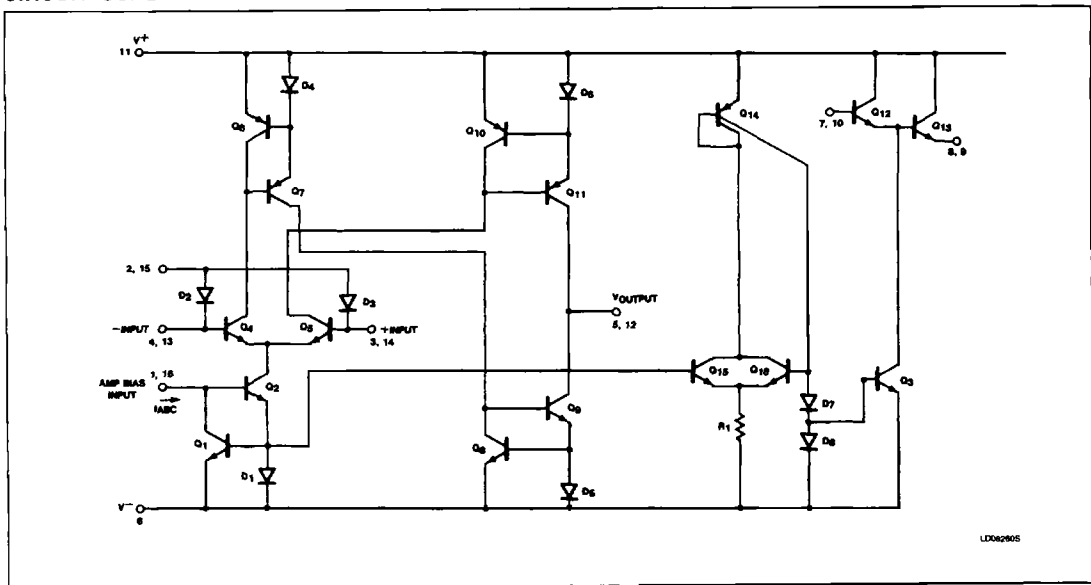 V+
11
D4
Q6
Q7
Q10
D6
Q11
Q14
7, 10
Q12
Q13
8, 9
2, 15
D2
D3
-INPUT
4, 13
Q4
Q5
+INPUT
3, 14
VOUTPUT
5, 12
1, 16
AMP BIAS
INPUT
IABC
Q2
Q1
D1
Q15
Q16
R1
D7
D8
Q3
Q9
Q8
D5
V−
6
LD08260S